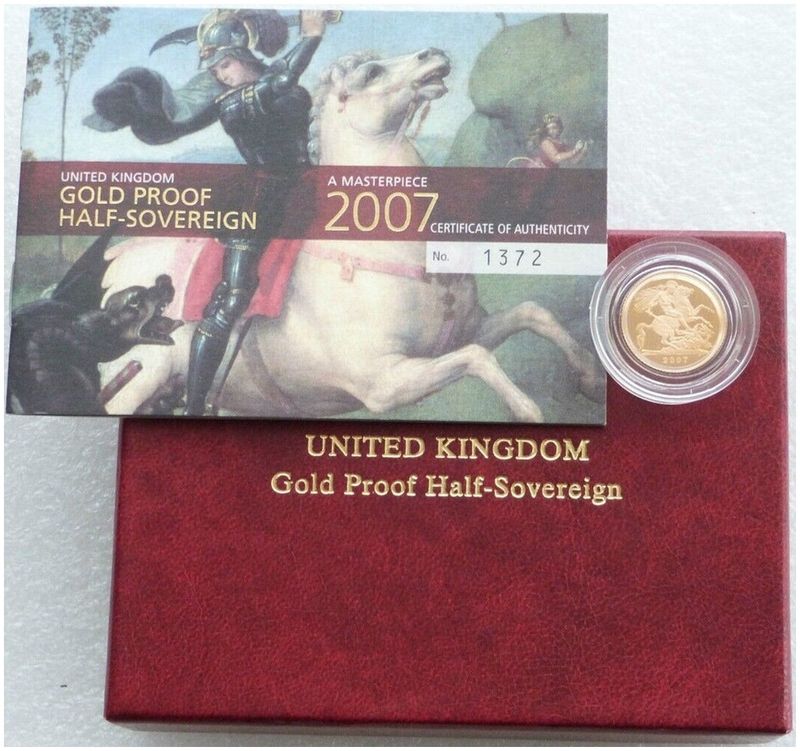 UNITED KINGDOM
GOLD PROOF
HALF-SOVEREIGN
A MASTERPIECE
2007
CERTIFICATE OF AUTHENTICITY
No. 1372
2007
UNITED KINGDOM
Gold Proof Half-Sovereign